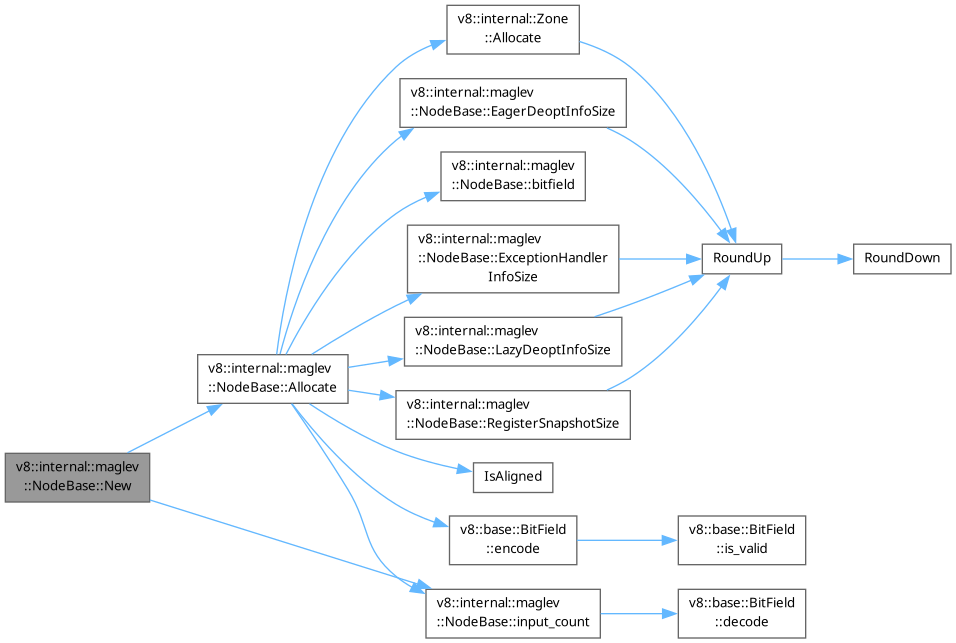 v8::internal::Zone
::Allocate
v8::internal::maglev
::NodeBase::EagerDeoptInfoSize
v8::internal::maglev
::NodeBase::bitfield
v8::internal::maglev
::NodeBase::ExceptionHandler
InfoSize
RoundUp
RoundDown
v8::internal::maglev
::NodeBase::LazyDeoptInfoSize
v8::internal::maglev
::NodeBase::Allocate
v8::internal::maglev
::NodeBase::RegisterSnapshotSize
v8::internal::maglev
::NodeBase::New
IsAligned
v8::base::BitField
::encode
v8::base::BitField
::is_valid
v8::internal::maglev
::NodeBase::input_count
v8::base::BitField
::decode